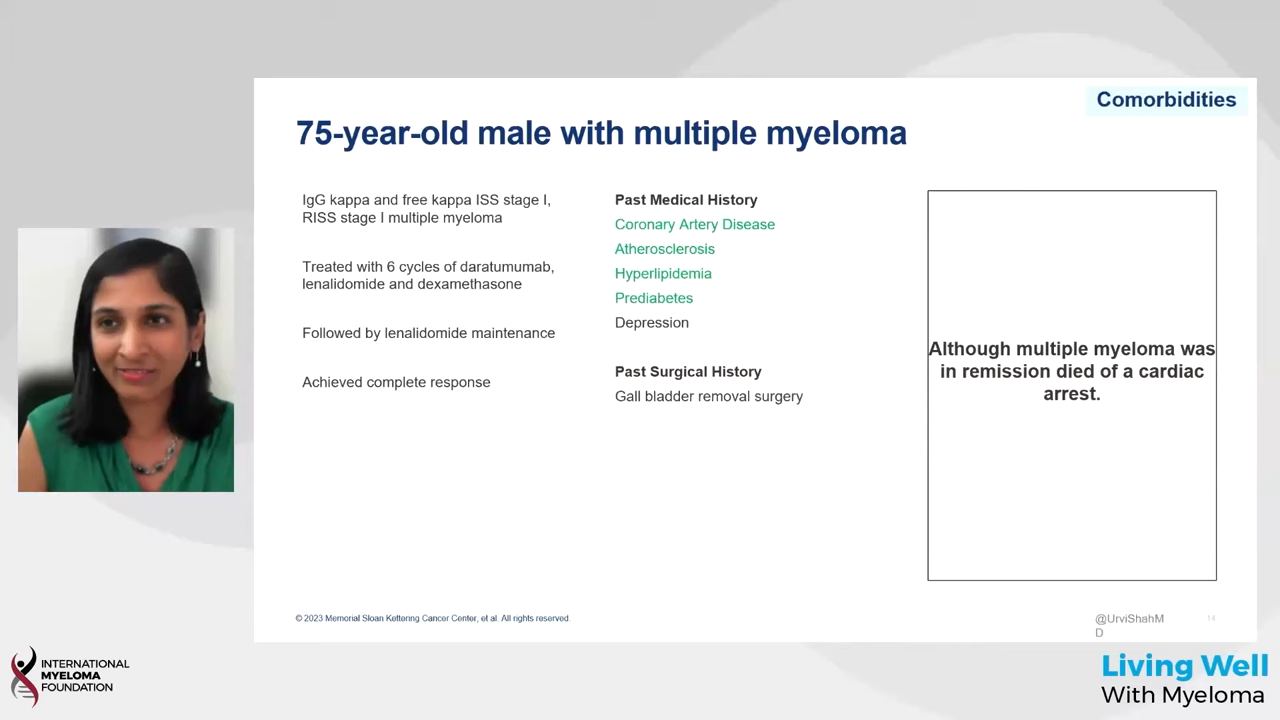 Comorbidities
75-year-old male with multiple myeloma
IgG kappa and free kappa ISS stage I,
RISS stage I multiple myeloma
Treated with 6 cycles of daratumumab,
lenalidomide and dexamethasone
Followed by lenalidomide maintenance
Achieved complete response
Past Medical History
Coronary Artery Disease
Atherosclerosis
Hyperlipidemia
Prediabetes
Depression
Past Surgical History
Gall bladder removal surgery
Although multiple myeloma was
in remission died of a cardiac
arrest.
© 2023 Memorial Sloan Kettering Cancer Center, et al. All rights reserved.
@UrviShahM
D
14
INTERNATIONAL
MYELOMA
FOUNDATION
Living Well
With Myeloma